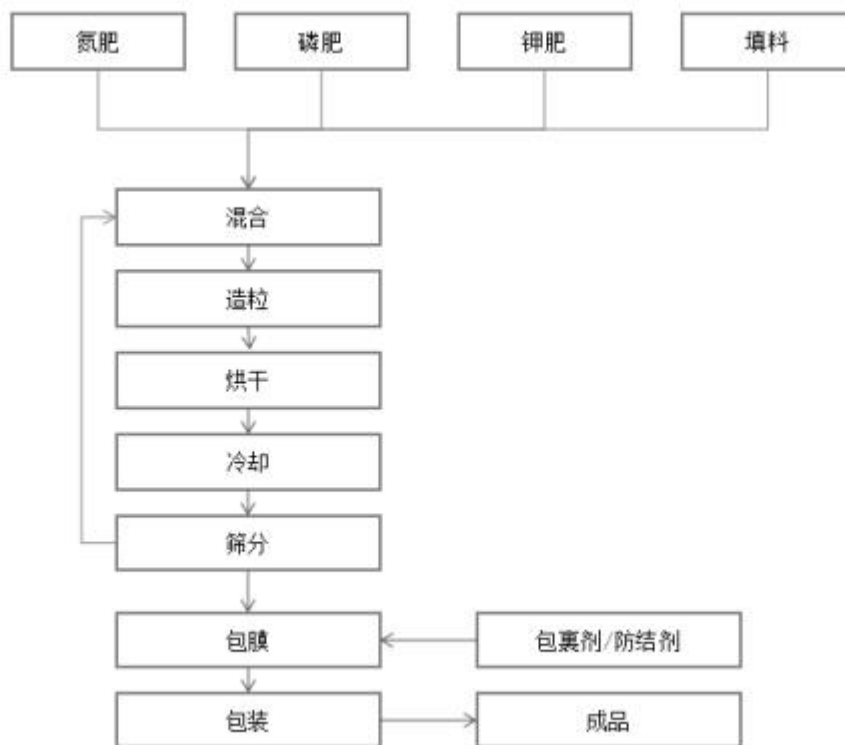 氮肥
磷肥
钾肥
填料
混合
造粒
烘干
冷却
筛分
包膜
包裹剂/防结剂
包装
成品